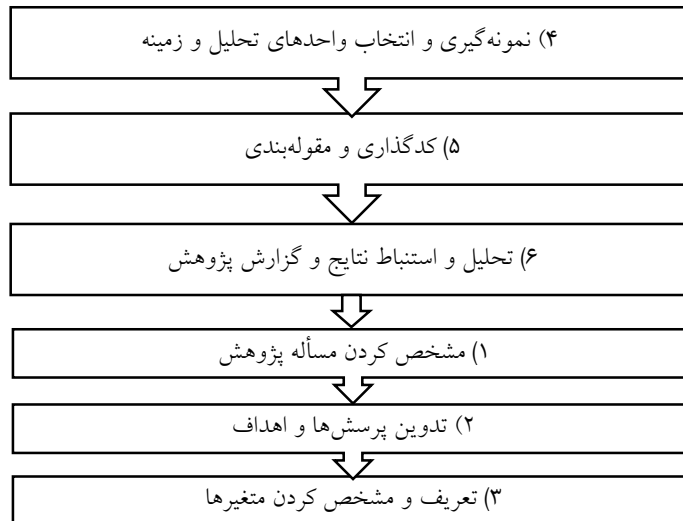 ۴) نمونه‌گیری و انتخاب واحدهای تحلیل و زمینه
۵) کدگذاری و مقوله‌بندی
۶) تحلیل و استنباط نتایج و گزارش پژوهش
۱) مشخص کردن مسأله پژوهش
۲) تدوین پرسش‌ها و اهداف
۳) تعریف و مشخص کردن متغیرها